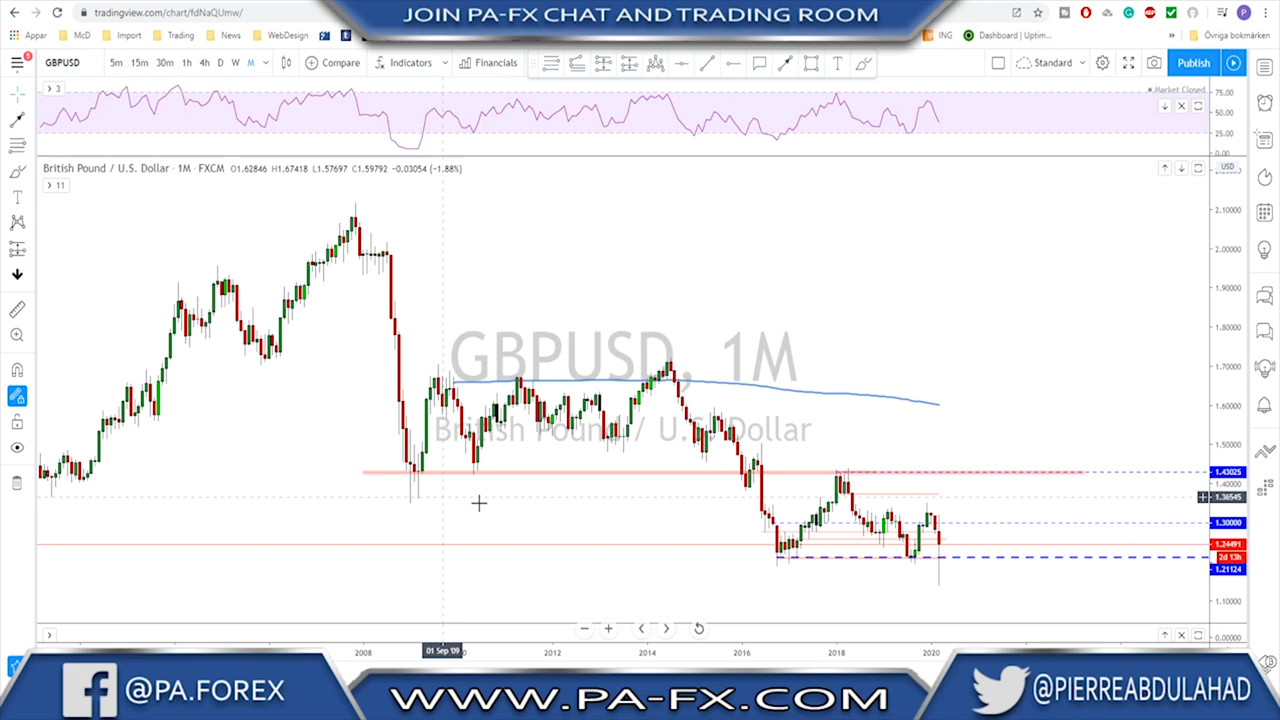 JOIN PA-FX CHAT AND TRADING ROOM
tradingview.com/chart/fdNaQUmw/
Appar McD Import Trading News WebDesign ING Dashboard | Uptim... » Övriga bokmärken
GBPUSD 5m 15m 30m 1h 4h D W M Compare Indicators Financials Standard Publish
3
Market Closed
75.00
50.00
25.00
0.00
British Pound / U.S. Dollar · 1M · FXCM O1.62846 H1.67418 L1.57697 C1.59792 −0.03054 (−1.88%)
USD
11
2.10000
2.00000
1.90000
1.80000
1.70000
1.60000
1.50000
1.43025
1.40000
1.36545
1.30000
1.24491
2d 13h
1.21124
1.10000
0.00000
GBPUSD, 1M
British Pound / U.S. Dollar
2008 01 Sep '09 2012 2014 2016 2018 2020
@PA.FOREX
WWW.PA-FX.COM
@PIERREABDULAHAD